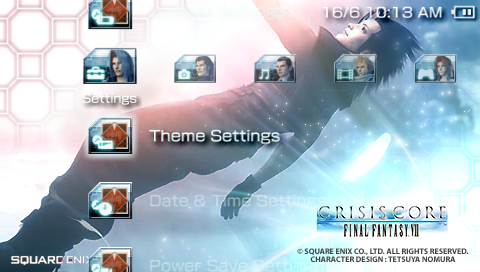 16/6 10:13 AM
Settings
Theme Settings
Date & Time Settings
Power Save Settings
CRISIS CORE
FINAL FANTASY VII
© SQUARE ENIX CO., LTD. ALL RIGHTS RESERVED.
CHARACTER DESIGN : TETSUYA NOMURA
SQUARE ENIX